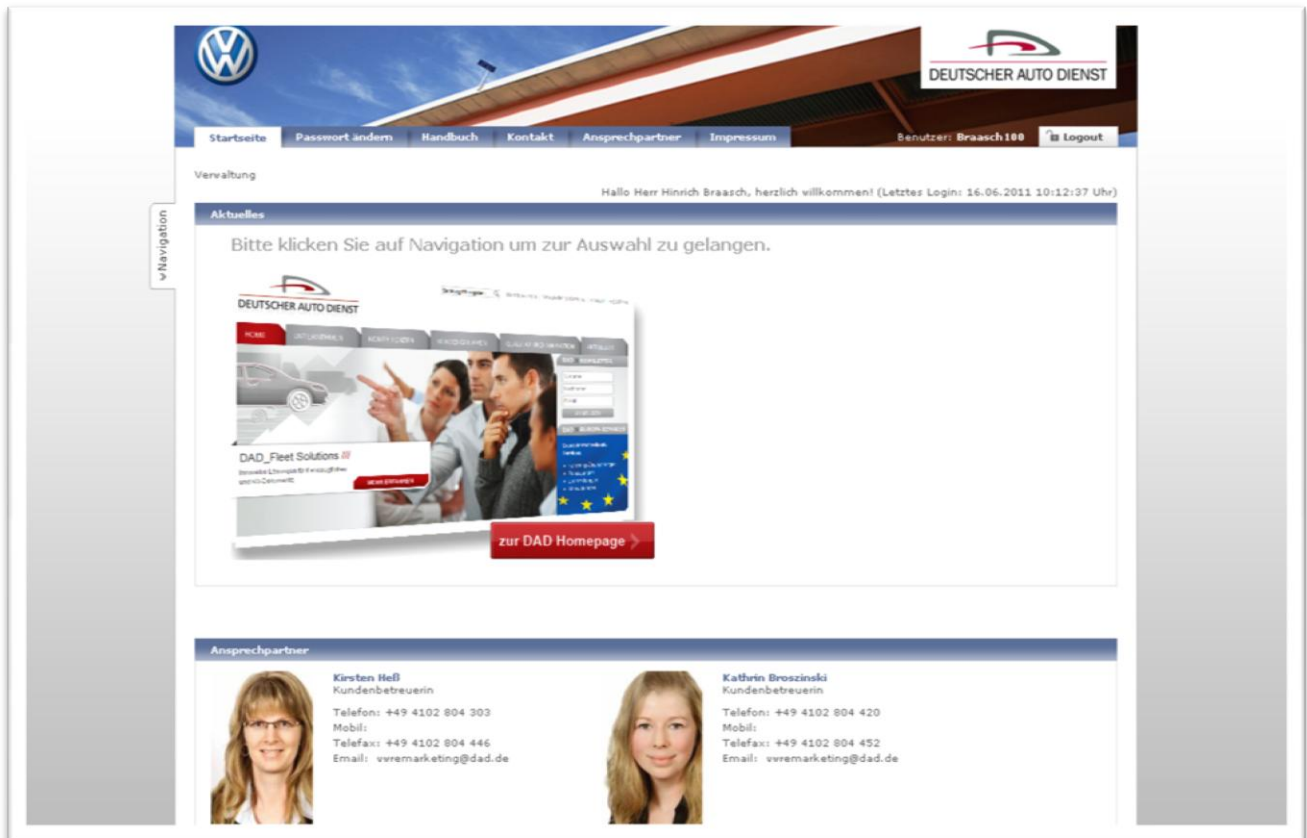 DEUTSCHER AUTO DIENST
Startseite Passwort ändern Handbuch Kontakt Ansprechpartner Impressum Benutzer: Braasch100 Logout
Verwaltung
Hallo Herr Hinrich Braasch, herzlich willkommen! (Letztes Login: 16.06.2011 10:12:37 Uhr)
Navigation
Aktuelles
Bitte klicken Sie auf Navigation um zur Auswahl zu gelangen.
DEUTSCHER AUTO DIENST
HOME
DAD_Fleet Solutions
MEHR ERFAHREN
zur DAD Homepage
Ansprechpartner
Kirsten Heß
Kundenbetreuerin
Telefon: +49 4102 804 303
Mobil:
Telefax: +49 4102 804 446
Email: vwremarketing@dad.de
Kathrin Broszinski
Kundenbetreuerin
Telefon: +49 4102 804 420
Mobil:
Telefax: +49 4102 804 452
Email: vwremarketing@dad.de